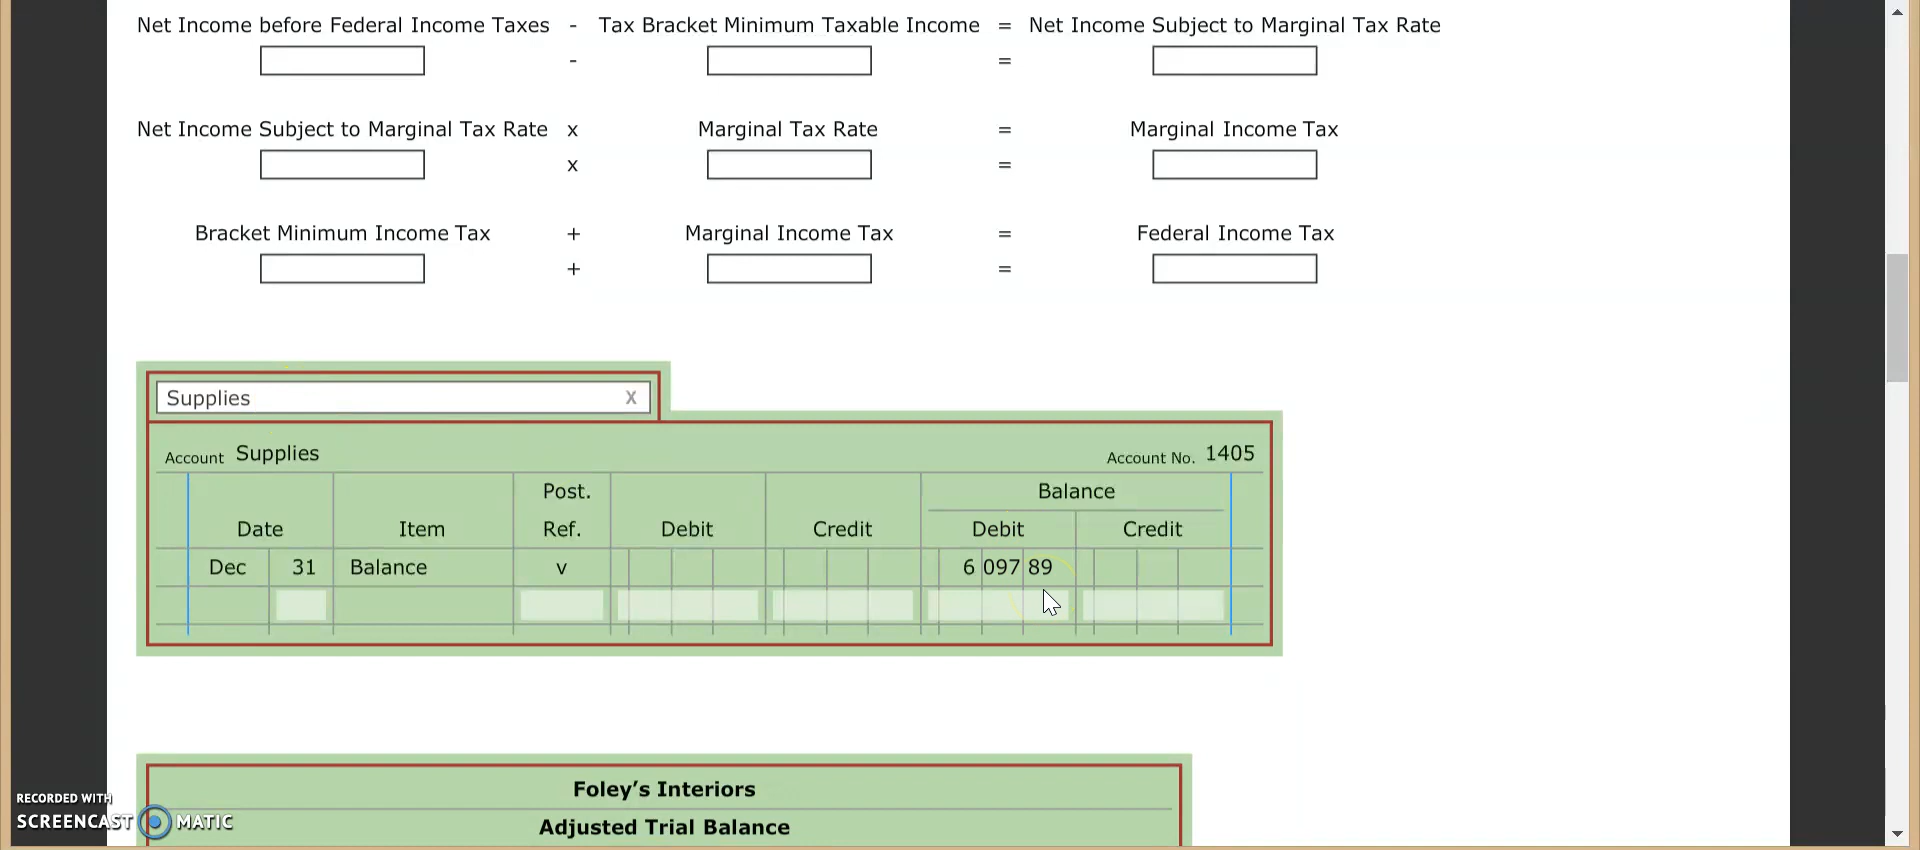 Net Income before Federal Income Taxes - Tax Bracket Minimum Taxable Income = Net Income Subject to Marginal Tax Rate
- =
Net Income Subject to Marginal Tax Rate x Marginal Tax Rate = Marginal Income Tax
x =
Bracket Minimum Income Tax + Marginal Income Tax = Federal Income Tax
+ =
Supplies X
Account Supplies Account No. 1405
Post. Balance
Date Item Ref. Debit Credit Debit Credit
Dec 31 Balance v 6 097 89
Foley’s Interiors
Adjusted Trial Balance
RECORDED WITH
SCREENCAST MATIC